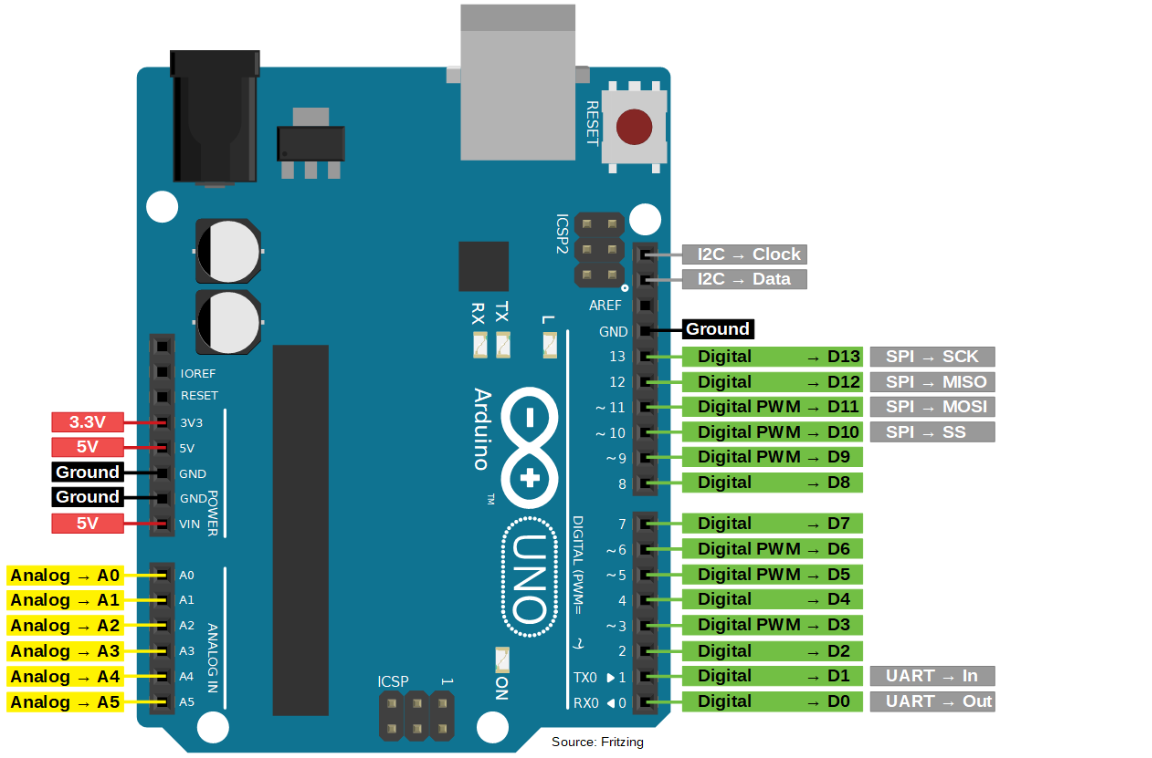 RESET
ICSP2
I2C → Clock
I2C → Data
AREF
GND
Ground
RX
TX
L
13
Digital → D13
SPI → SCK
12
Digital → D12
SPI → MISO
~11
Digital PWM → D11
SPI → MOSI
~10
Digital PWM → D10
SPI → SS
~9
Digital PWM → D9
8
Digital → D8
7
Digital → D7
~6
Digital PWM → D6
~5
Digital PWM → D5
4
Digital → D4
~3
Digital PWM → D3
2
Digital → D2
TX0 ▶ 1
Digital → D1
UART → In
RX0 ◀ 0
Digital → D0
UART → Out
DIGITAL (PWM= ~)
Arduino
TM
UNO
ON
IOREF
RESET
3.3V
3V3
5V
5V
Ground
GND
Ground
GND
5V
VIN
POWER
Analog → A0
A0
Analog → A1
A1
Analog → A2
A2
Analog → A3
A3
Analog → A4
A4
Analog → A5
A5
ANALOG IN
ICSP
1
Source: Fritzing